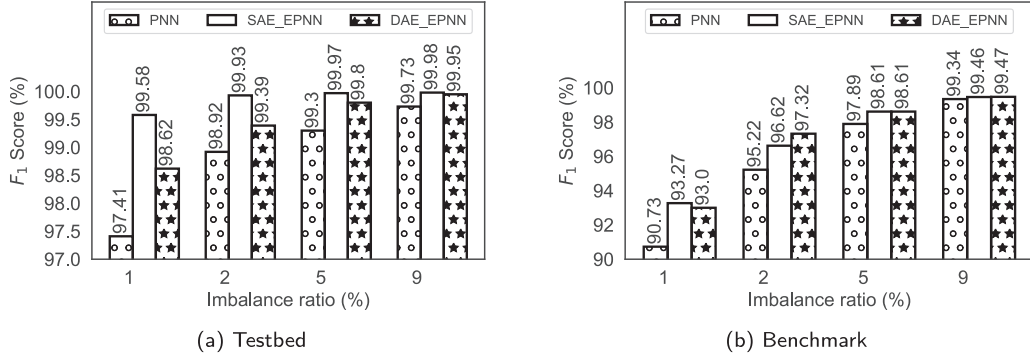 PNN SAE_EPNN DAE_EPNN
97.41 99.58 98.62 98.92 99.93 99.39 99.3 99.97 99.8 99.73 99.98 99.95
F1 Score (%)
100.0
99.5
99.0
98.5
98.0
97.5
97.0
1 2 5 9
Imbalance ratio (%)
(a) Testbed
PNN SAE_EPNN DAE_EPNN
90.73 93.27 93.0 95.22 96.62 97.32 97.89 98.61 98.61 99.34 99.46 99.47
F1 Score (%)
100
98
96
94
92
90
1 2 5 9
Imbalance ratio (%)
(b) Benchmark